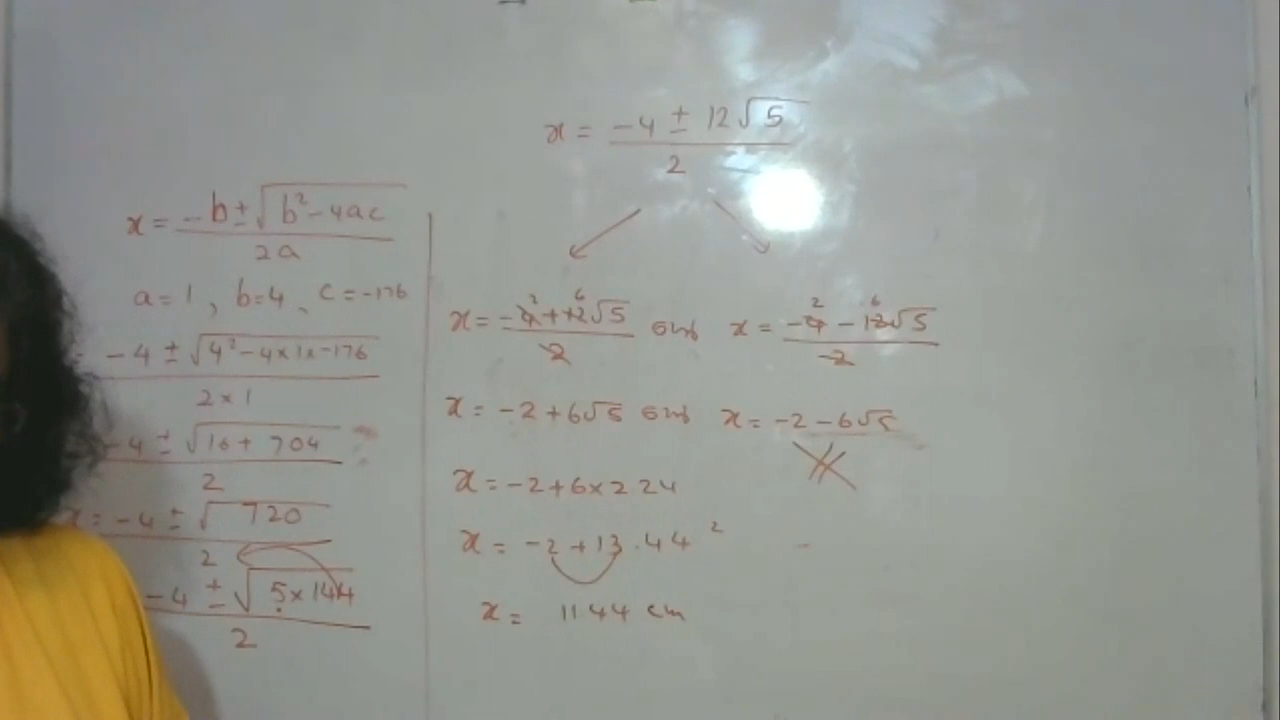 x = -b ± √b² - 4ac / 2a
a = 1, b = 4, c = -176
-4 ± √4² - 4×1×-176 / 2×1
-4 ± √16 + 704 / 2
x = -4 ± √720 / 2
-4 ± √5×144 / 2
x = -4 ± 12√5 / 2
x = -4 + 12√5 / 2 x = -4 - 12√5 / 2
x = -2 + 6√5 x = -2 - 6√5
x = -2 + 6×2.24
x = -2 + 13.44
x = 11.44 cm